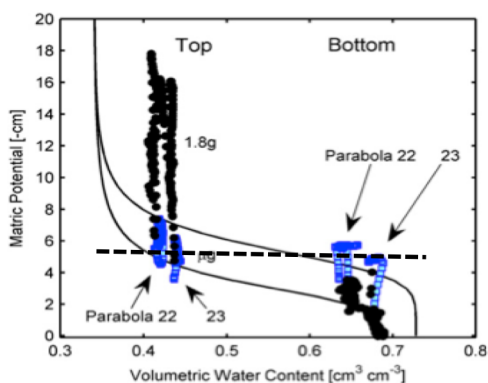 Top Bottom
1.8g
Parabola 22 23
µg
Parabola 22 23
Matric Potential [-cm]
20
18
16
14
12
10
8
6
4
2
0
0.3 0.4 0.5 0.6 0.7 0.8
Volumetric Water Content [cm³ cm⁻³]